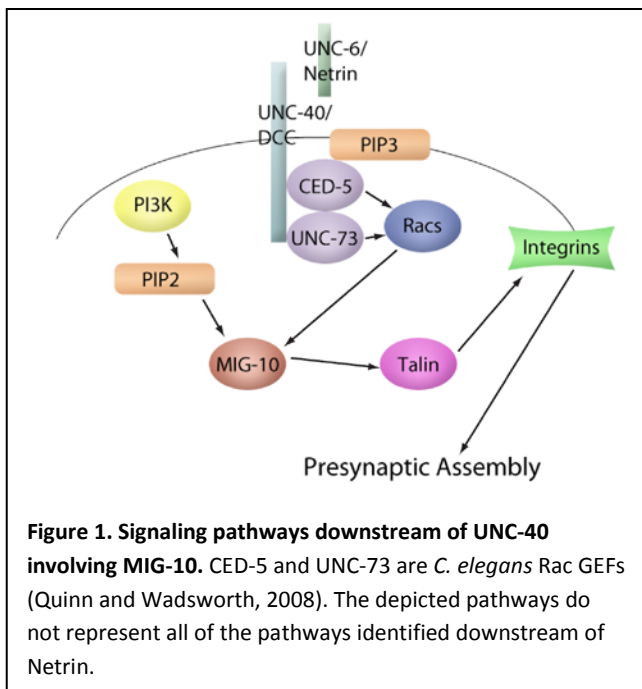 UNC-6/
Netrin
UNC-40/
DCC
PIP3
CED-5
PI3K
UNC-73
Racs
Integrins
PIP2
MIG-10
Talin
Presynaptic Assembly
Figure 1. Signaling pathways downstream of UNC-40
involving MIG-10. CED-5 and UNC-73 are C. elegans Rac GEFs
(Quinn and Wadsworth, 2008). The depicted pathways do
not represent all of the pathways identified downstream of
Netrin.